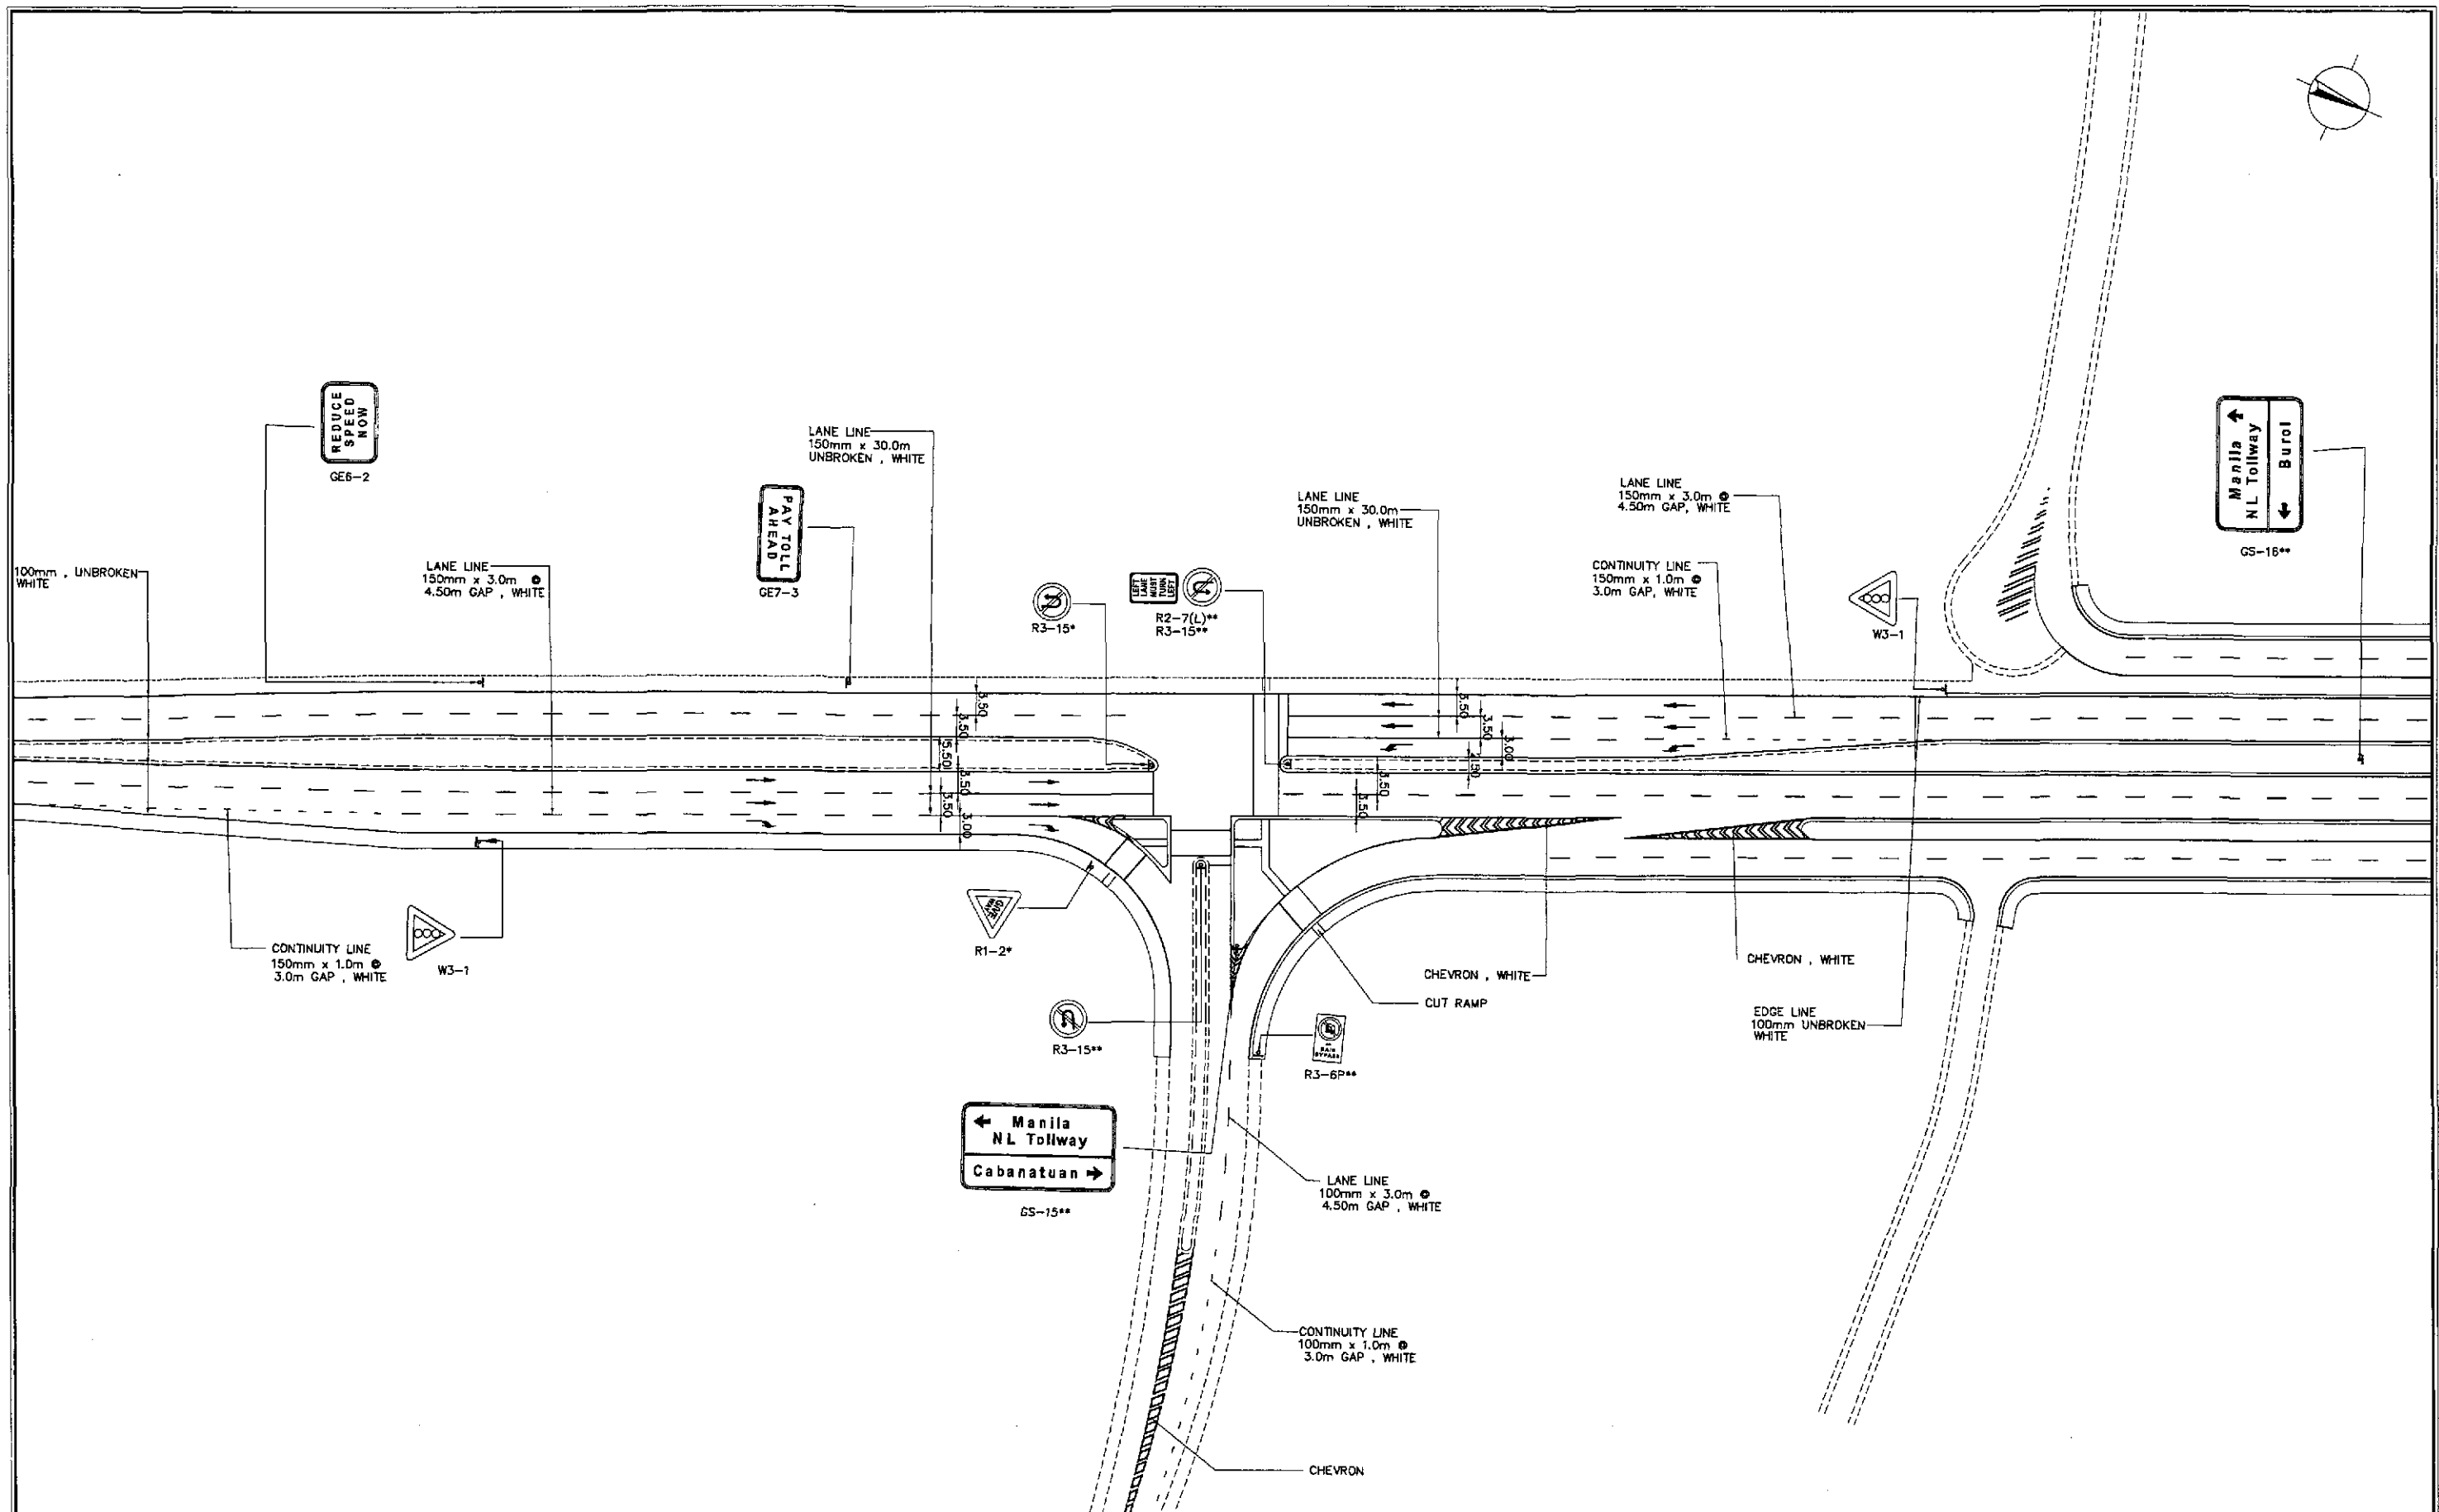 REDUCE
SPEED
NOW
GE6-2
LANE LINE
150mm x 30.0m
UNBROKEN , WHITE
PAY TOLL
AHEAD
GE7-3
100mm , UNBROKEN
WHITE
LANE LINE
150mm x 3.0m @
4.50m GAP , WHITE
R3-15*
LEFT
LANE
MUST
TURN
LEFT
R2-7(L)**
R3-15**
LANE LINE
150mm x 30.0m
UNBROKEN , WHITE
LANE LINE
150mm x 3.0m @
4.50m GAP, WHITE
CONTINUITY LINE
150mm x 1.0m @
3.0m GAP, WHITE
W3-1
Manila
NL Tollway
Burol
GS-16**
3.50
3.50
5.50
3.50
3.50
3.00
3.50
3.50
3.00
3.50
3.50
CONTINUITY LINE
150mm x 1.0m @
3.0m GAP , WHITE
W3-1
GIVE
WAY
R1-2*
R3-15**
CHEVRON , WHITE
CUT RAMP
CHEVRON , WHITE
EDGE LINE
100mm UNBROKEN
WHITE
R3-6P**
Manila
NL Tollway
Cabanatuan
GS-15**
LANE LINE
100mm x 3.0m @
4.50m GAP , WHITE
CONTINUITY LINE
100mm x 1.0m @
3.0m GAP , WHITE
CHEVRON